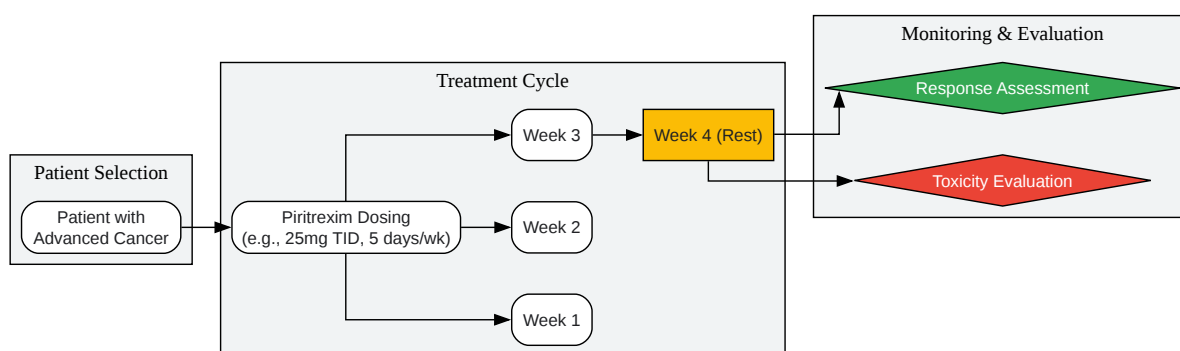 Patient Selection
Patient with
Advanced Cancer
Treatment Cycle
Piritrexim Dosing
(e.g., 25mg TID, 5 days/wk)
Week 3
Week 2
Week 1
Week 4 (Rest)
Monitoring & Evaluation
Response Assessment
Toxicity Evaluation